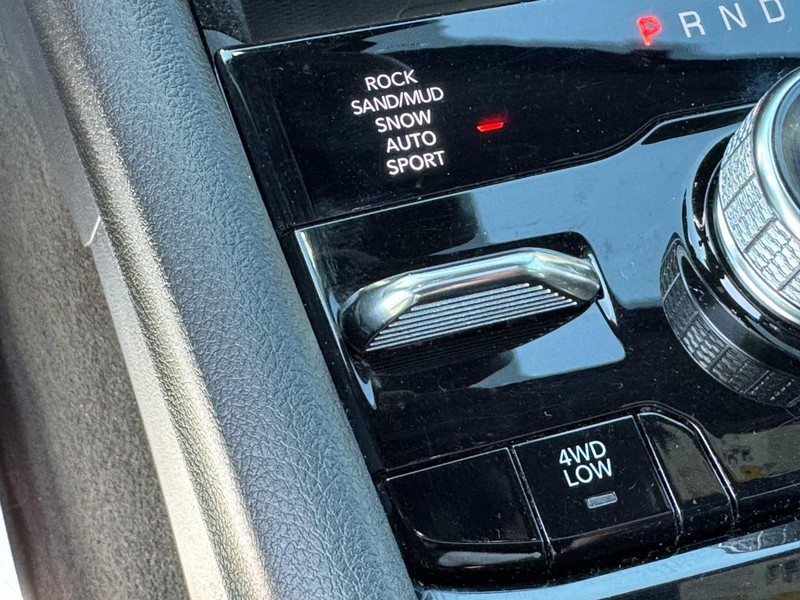 P R N D
ROCK
SAND/MUD
SNOW
AUTO
SPORT
4WD
LOW